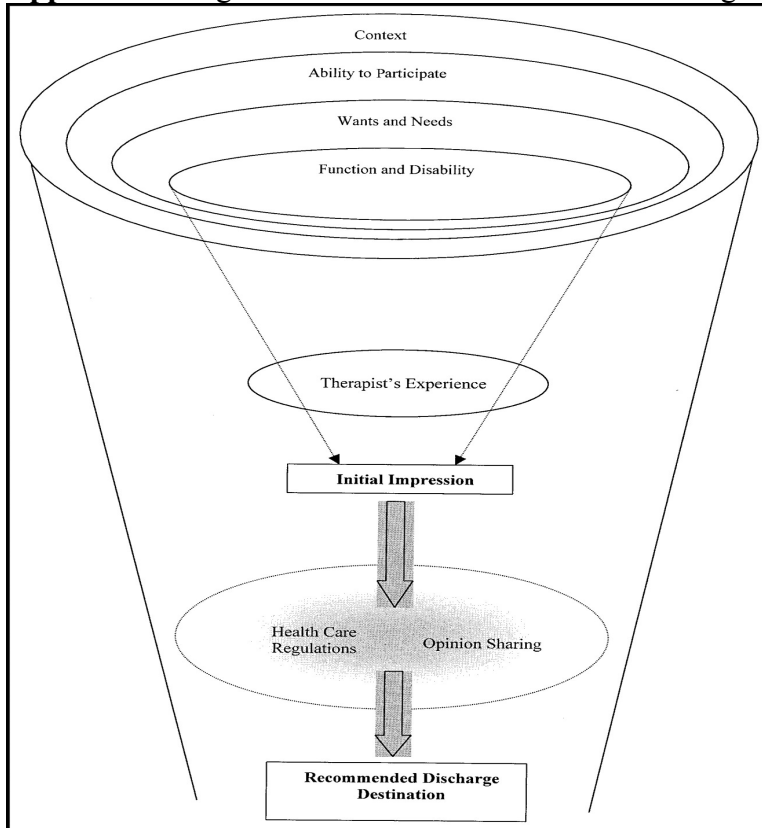 Context
Ability to Participate
Wants and Needs
Function and Disability
Therapist's Experience
Initial Impression
Health Care
Regulations
Opinion Sharing
Recommended Discharge
Destination